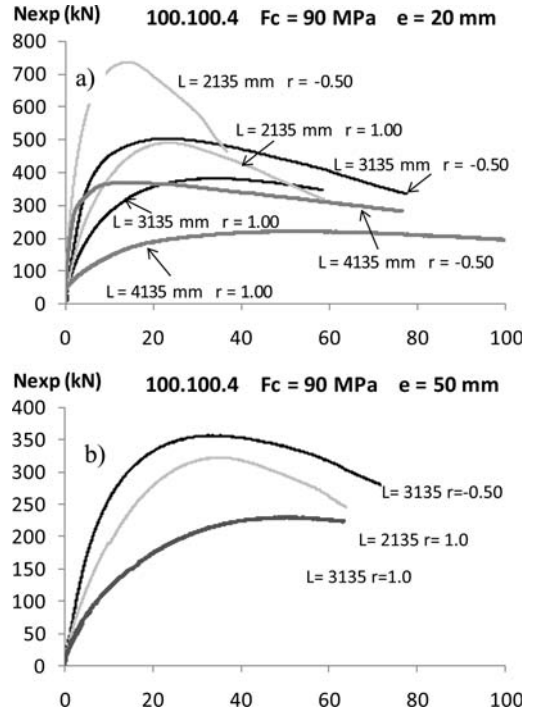 Nexp (kN) 100.100.4 Fc = 90 MPa e = 20 mm
800
700
600
500
400
300
200
100
0
a)
L = 2135 mm r = -0.50
L = 2135 mm r = 1.00
L = 3135 mm r = -0.50
L = 3135 mm r = 1.00
L = 4135 mm r = -0.50
L = 4135 mm r = 1.00
0 20 40 60 80 100
Nexp (kN) 100.100.4 Fc = 90 MPa e = 50 mm
400
350
300
250
200
150
100
50
0
b)
L= 3135 r=-0.50
L= 2135 r= 1.0
L= 3135 r=1.0
0 20 40 60 80 100